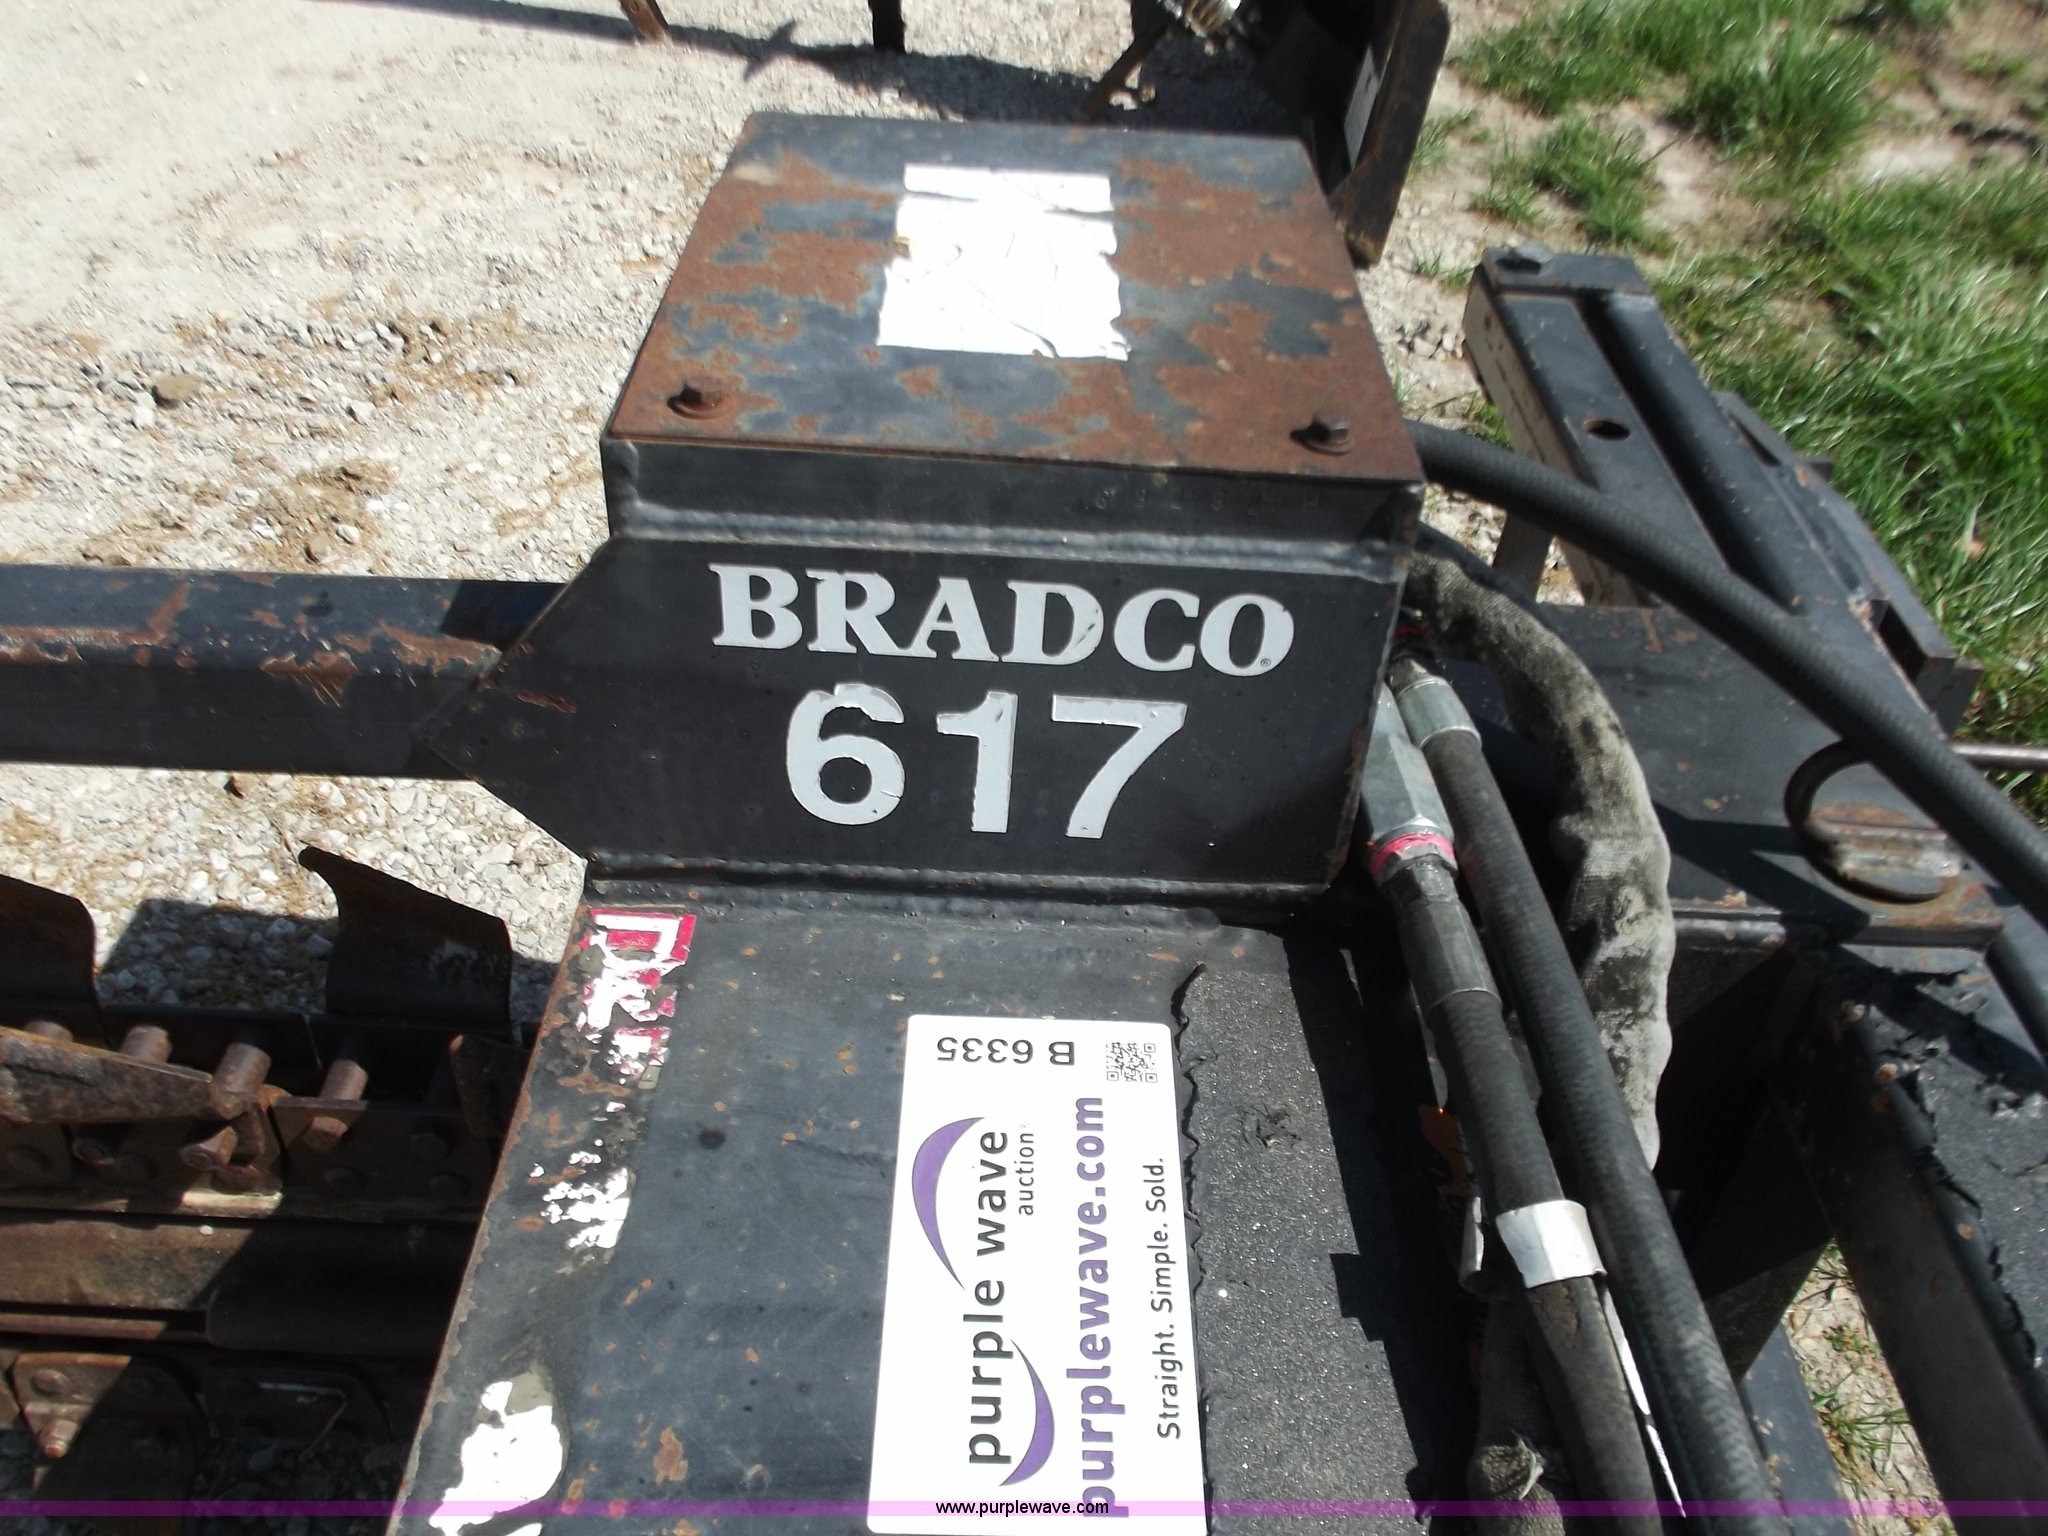 BRADCO®
617
B
6335
purple wave
auction®
purplewave.com
Straight. Simple. Sold.
www.purplewave.com